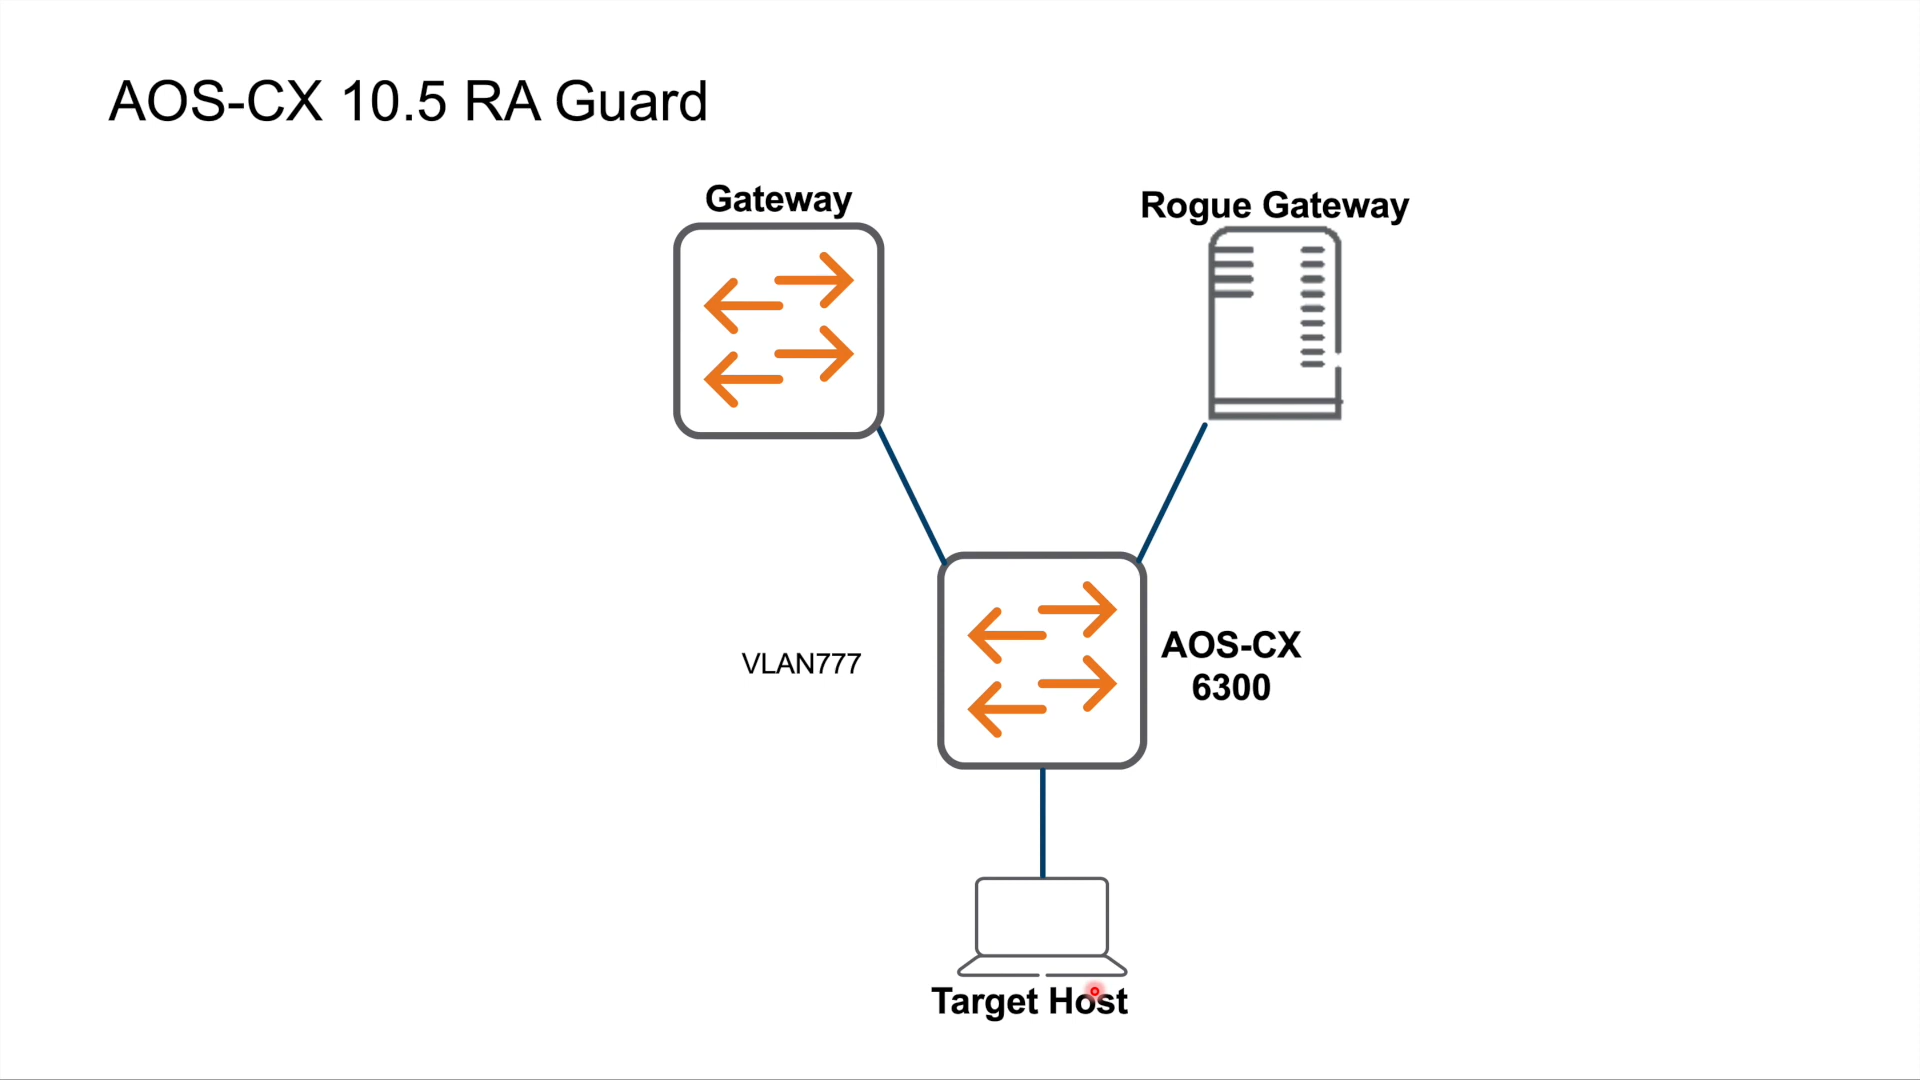 AOS-CX 10.5 RA Guard
Gateway
Rogue Gateway
VLAN777
AOS-CX
6300
Target Host